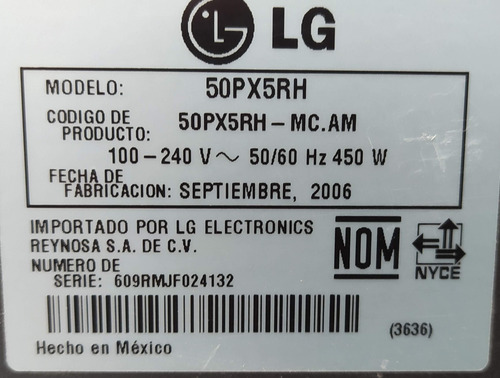 LG
MODELO: 50PX5RH
CODIGO DE
PRODUCTO: 50PX5RH-MC.AM
100-240 V~ 50/60 Hz 450 W
FECHA DE
FABRICACION: SEPTIEMBRE, 2006
IMPORTADO POR LG ELECTRONICS
REYNOSA S.A. DE C.V.
NUMERO DE
SERIE: 609RMJF024132
NOM
NYCE
(3636)
Hecho en México